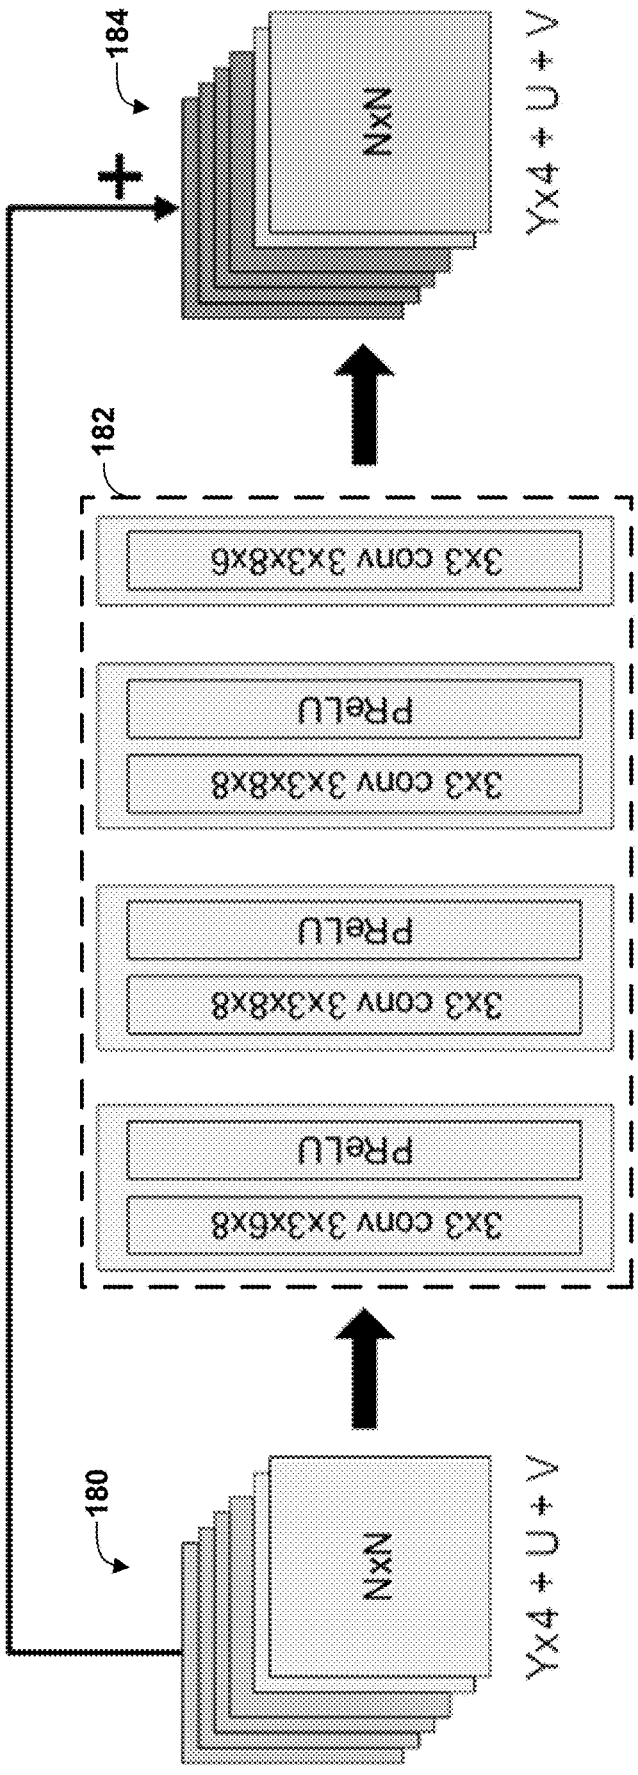 180
NxN
Yx4 + U + V
182
3x3 conv 3x3x6x8
PReLU
3x3 conv 3x3x8x8
PReLU
3x3 conv 3x3x8x8
PReLU
3x3 conv 3x3x8x6
+
184
NxN
Yx4 + U + V